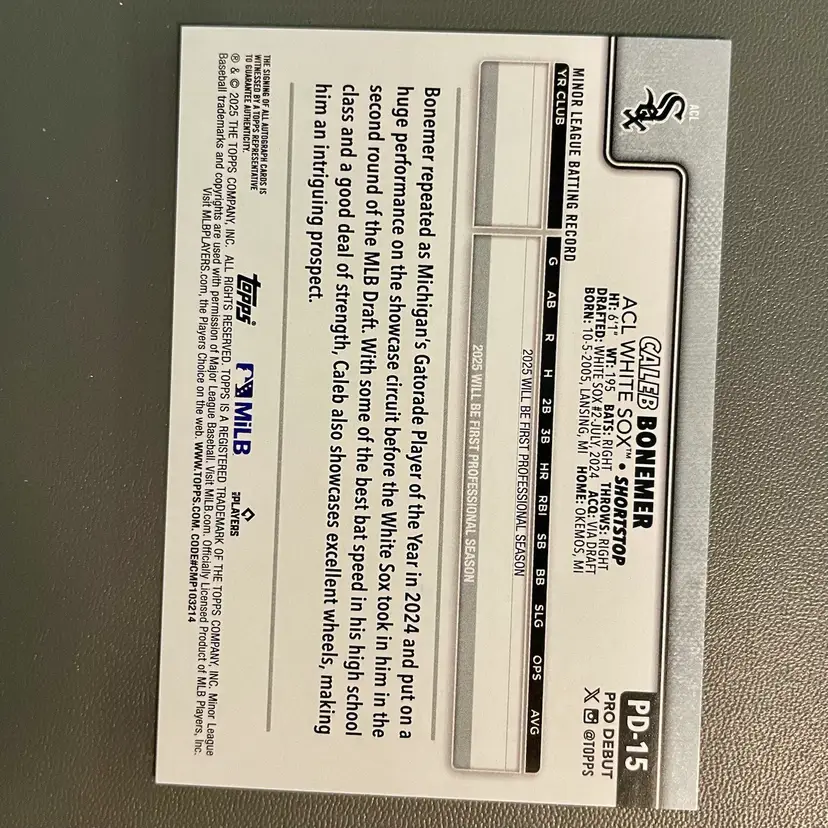 ACL
Sox
CALEB BONEMER
ACL WHITE SOX™ • SHORTSTOP
HT: 6'1" WT: 195 BATS: RIGHT THROWS: RIGHT
DRAFTED: WHITE SOX #2-JULY, 2024 ACQ: VIA DRAFT
BORN: 10-5-2005, LANSING, MI HOME: OKEMOS, MI
PD-15
PRO DEBUT
X @TOPPS
MINOR LEAGUE BATTING RECORD
YR CLUB G AB R H 2B 3B HR RBI SB BB SLG OPS AVG
2025 WILL BE FIRST PROFESSIONAL SEASON
2025 WILL BE FIRST PROFESSIONAL SEASON
Bonemer repeated as Michigan's Gatorade Player of the Year in 2024 and put on a
huge performance on the showcase circuit before the White Sox took in him in the
second round of the MLB Draft. With some of the best bat speed in his high school
class and a good deal of strength, Caleb also showcases excellent wheels, making
him an intriguing prospect.
THE SIGNING OF ALL AUTOGRAPH CARDS IS
WITNESSED BY A TOPPS REPRESENTATIVE
TO GUARANTEE AUTHENTICITY.
topps®
MiLB
PLAYERS
℗ & © 2025 THE TOPPS COMPANY, INC. ALL RIGHTS RESERVED. TOPPS IS A REGISTERED TRADEMARK OF THE TOPPS COMPANY, INC. Minor League
Baseball trademarks and copyrights are used with permission of Major League Baseball. Visit MiLB.com. Officially Licensed Product of MLB Players, Inc.
Visit MLBPLAYERS.com, the Players Choice on the web. WWW.TOPPS.COM. CODE#CMP103214